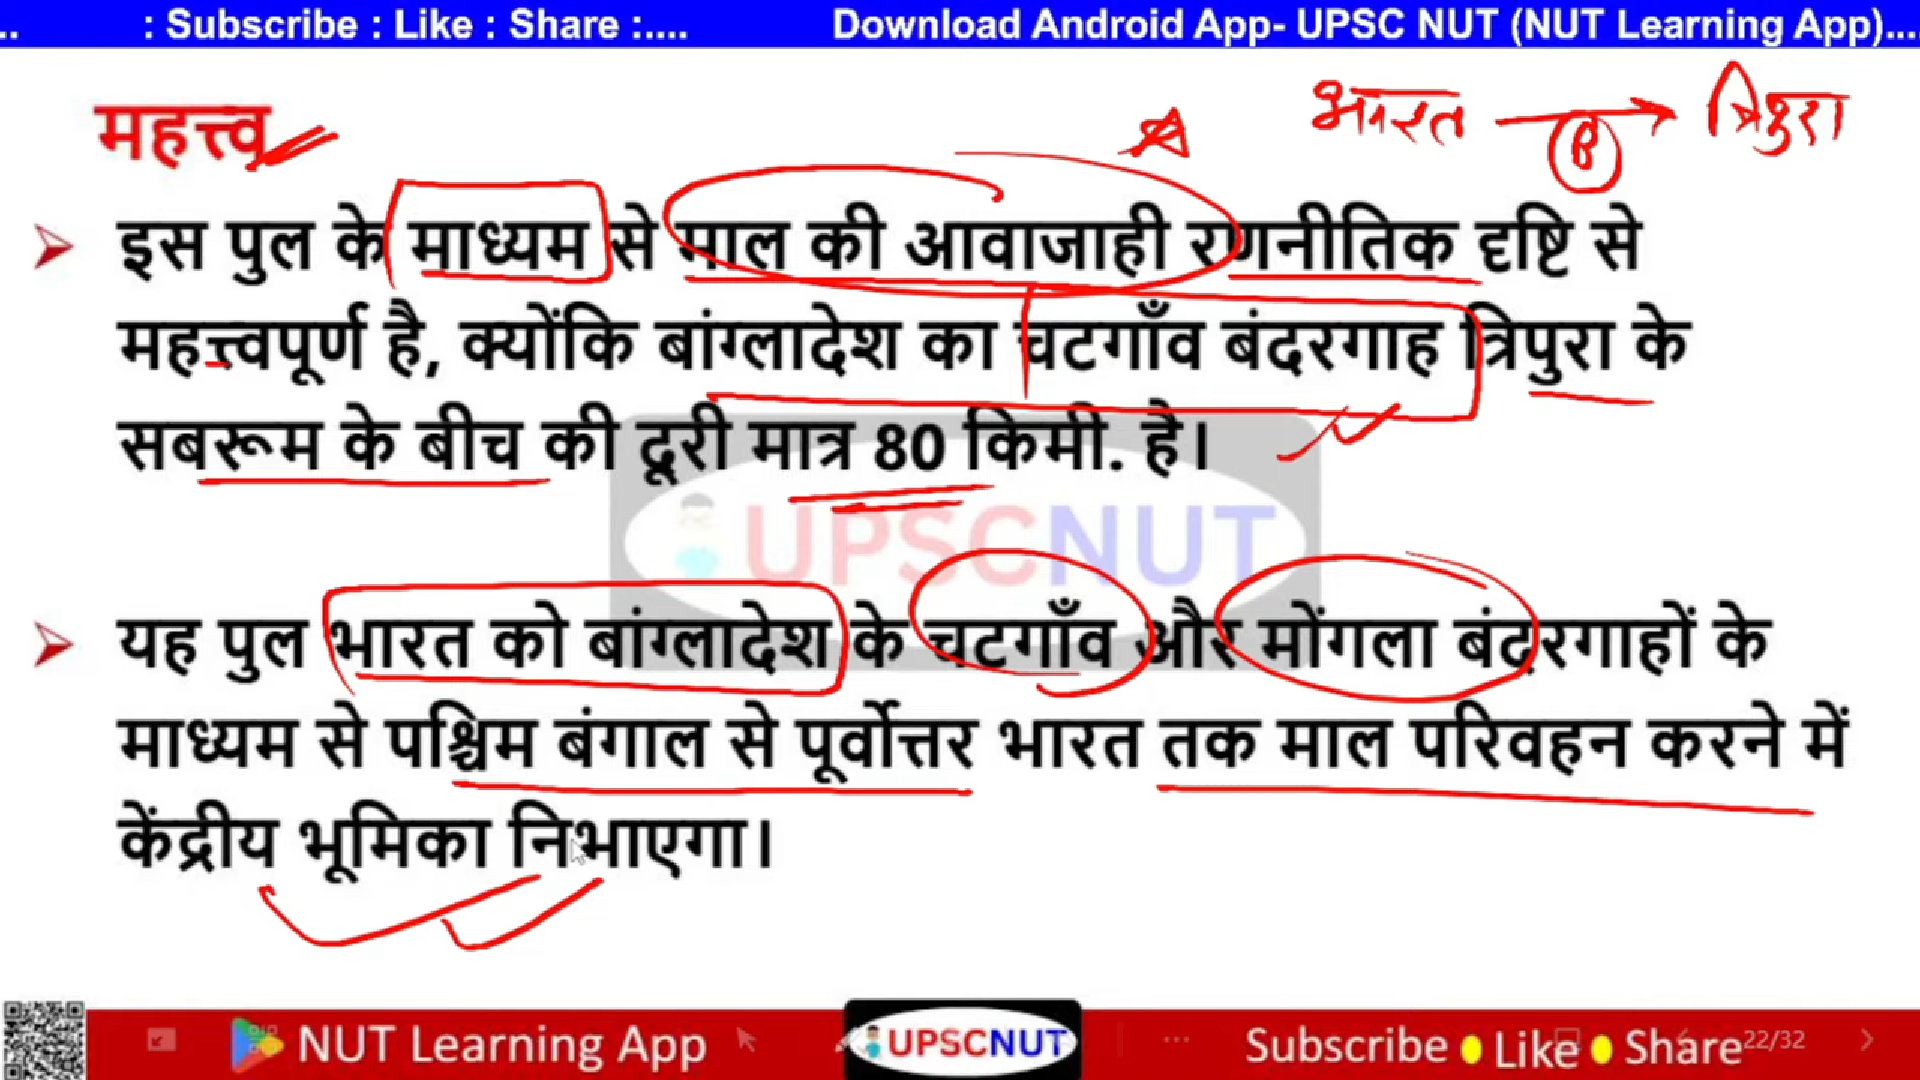 .. : Subscribe : Like : Share :.... Download Android App- UPSC NUT (NUT Learning App)....
भारत → त्रिपुरा
B
महत्त्व
इस पुल के माध्यम से माल की आवाजाही रणनीतिक दृष्टि से
महत्त्वपूर्ण है, क्योंकि बांग्लादेश का चटगाँव बंदरगाह त्रिपुरा के
सबरूम के बीच की दूरी मात्र 80 किमी. है।
UPSCNUT
यह पुल भारत को बांग्लादेश के चटगाँव और मोंगला बंदरगाहों के
माध्यम से पश्चिम बंगाल से पूर्वोत्तर भारत तक माल परिवहन करने में
केंद्रीय भूमिका निभाएगा।
NUT Learning App UPSCNUT Subscribe Like Share 22/32